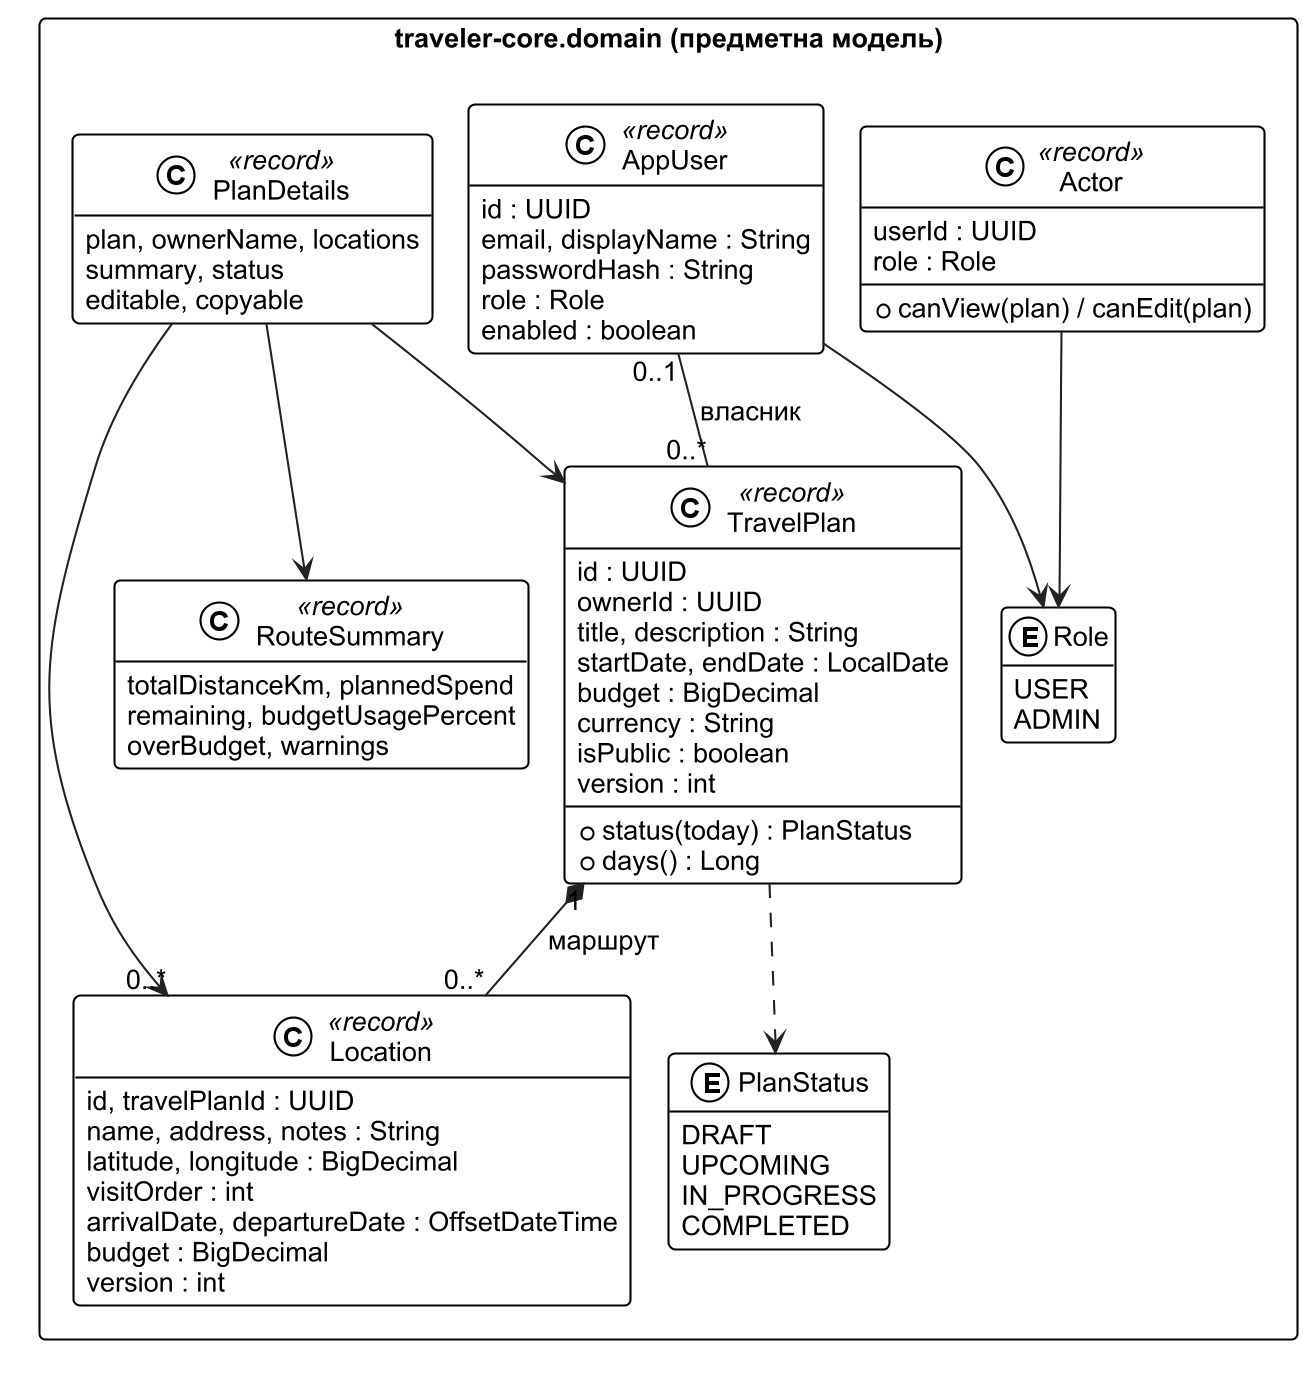 traveler-core.domain (предметна модель)
C
«record»
PlanDetails
plan, ownerName, locations
summary, status
editable, copyable
C
«record»
AppUser
id : UUID
email, displayName : String
passwordHash : String
role : Role
enabled : boolean
C
«record»
Actor
userId : UUID
role : Role
canView(plan) / canEdit(plan)
0..1
власник
0..*
C
«record»
TravelPlan
id : UUID
ownerId : UUID
title, description : String
startDate, endDate : LocalDate
budget : BigDecimal
currency : String
isPublic : boolean
version : int
status(today) : PlanStatus
days() : Long
C
«record»
RouteSummary
totalDistanceKm, plannedSpend
remaining, budgetUsagePercent
overBudget, warnings
E Role
USER
ADMIN
1
маршрут
0..*
0..*
C
«record»
Location
id, travelPlanId : UUID
name, address, notes : String
latitude, longitude : BigDecimal
visitOrder : int
arrivalDate, departureDate : OffsetDateTime
budget : BigDecimal
version : int
E PlanStatus
DRAFT
UPCOMING
IN_PROGRESS
COMPLETED